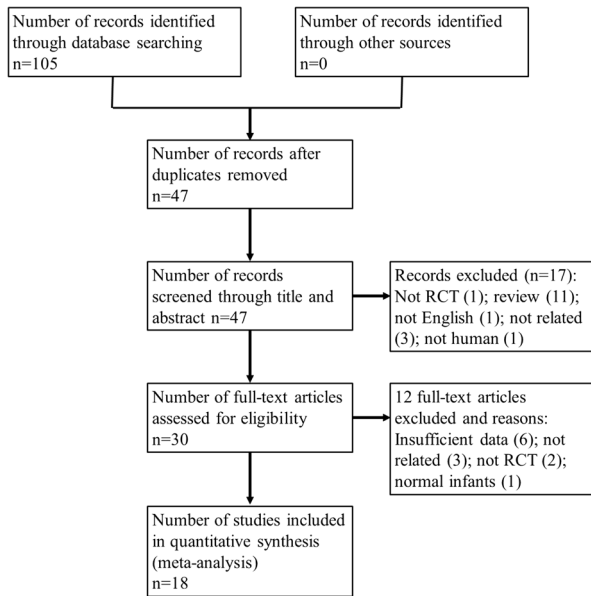 Number of records identified
through database searching
n=105
Number of records identified
through other sources
n=0
Number of records after
duplicates removed
n=47
Number of records
screened through title and
abstract n=47
Records excluded (n=17):
Not RCT (1); review (11);
not English (1); not related
(3); not human (1)
Number of full-text articles
assessed for eligibility
n=30
12 full-text articles
excluded and reasons:
Insufficient data (6); not
related (3); not RCT (2);
normal infants (1)
Number of studies included
in quantitative synthesis
(meta-analysis)
n=18